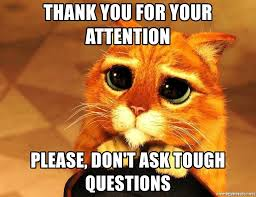 THANK YOU FOR YOUR
ATTENTION
PLEASE, DON'T ASK TOUGH
QUESTIONS